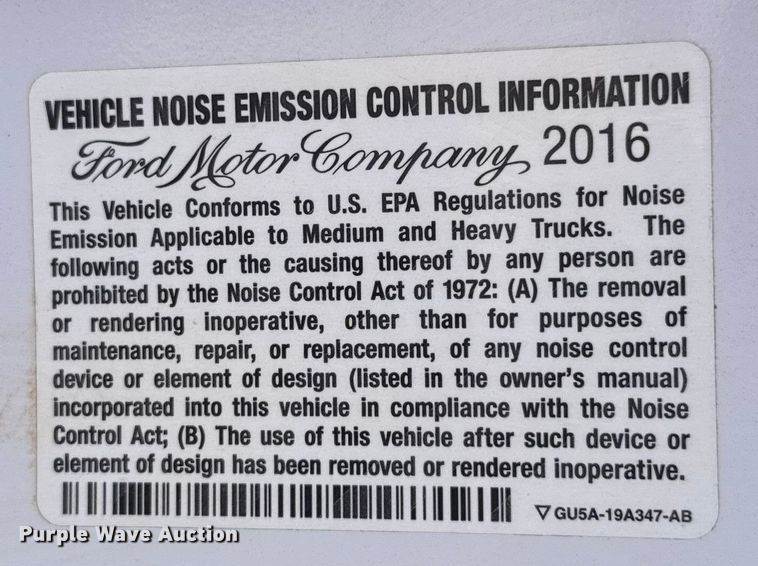 VEHICLE NOISE EMISSION CONTROL INFORMATION
Ford Motor Company 2016
This Vehicle Conforms to U.S. EPA Regulations for Noise
Emission Applicable to Medium and Heavy Trucks. The
following acts or the causing thereof by any person are
prohibited by the Noise Control Act of 1972: (A) The removal
or rendering inoperative, other than for purposes of
maintenance, repair, or replacement, of any noise control
device or element of design (listed in the owner's manual)
incorporated into this vehicle in compliance with the Noise
Control Act; (B) The use of this vehicle after such device or
element of design has been removed or rendered inoperative.
▽ GU5A-19A347-AB
Purple Wave Auction